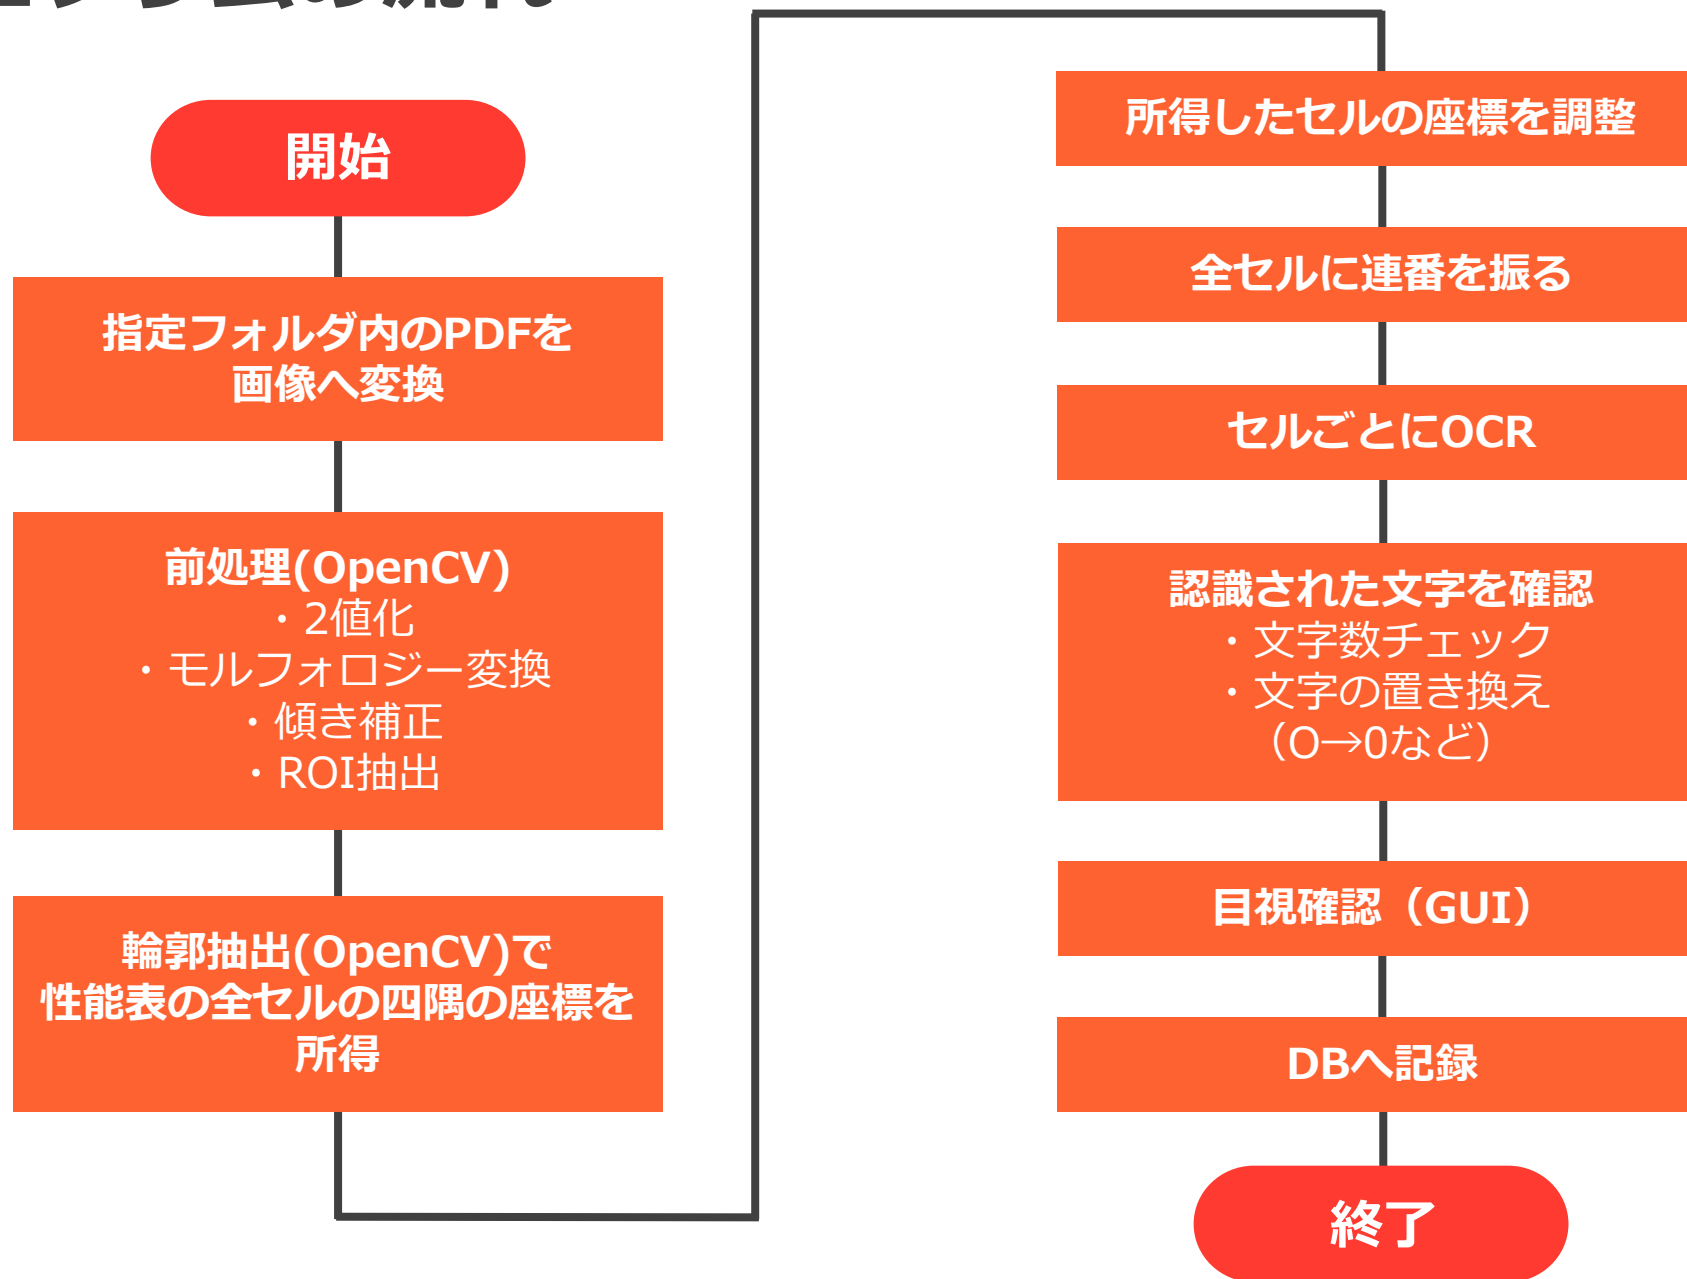 の流れ
開始
指定フォルダ内のPDFを
画像へ変換
前処理(OpenCV)
・2値化
・モルフォロジー変換
・傾き補正
・ROI抽出
輪郭抽出(OpenCV)で
性能表の全セルの四隅の座標を
所得
所得したセルの座標を調整
全セルに連番を振る
セルごとにOCR
認識された文字を確認
・文字数チェック
・文字の置き換え
（O→0など）
目視確認（GUI）
DBへ記録
終了